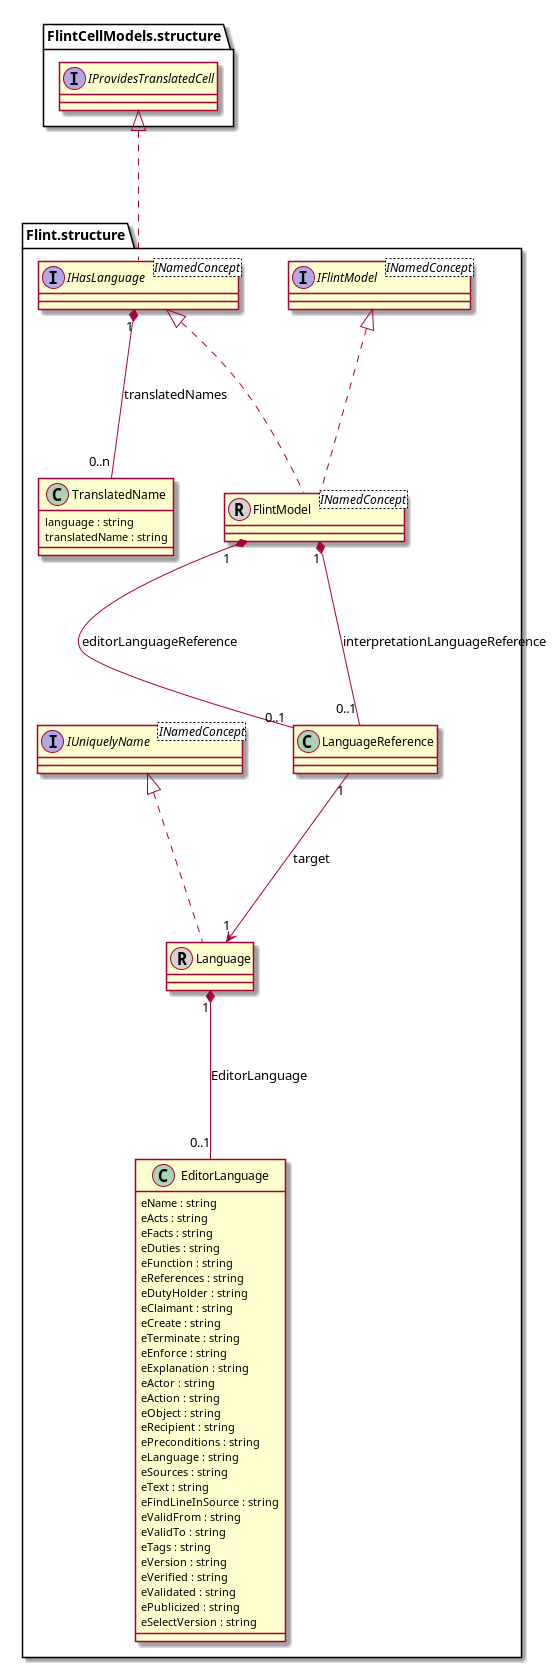 FlintCellModels.structure
I IProvidesTranslatedCell
Flint.structure
I IHasLanguage INamedConcept
I IFlintModel INamedConcept
1
translatedNames
0..n
C TranslatedName
language : string
translatedName : string
R FlintModel INamedConcept
1
1
editorLanguageReference
interpretationLanguageReference
0..1
0..1
I IUniquelyName INamedConcept
C LanguageReference
1
target
1
R Language
1
EditorLanguage
0..1
C EditorLanguage
eName : string
eActs : string
eFacts : string
eDuties : string
eFunction : string
eReferences : string
eDutyHolder : string
eClaimant : string
eCreate : string
eTerminate : string
eEnforce : string
eExplanation : string
eActor : string
eAction : string
eObject : string
eRecipient : string
ePreconditions : string
eLanguage : string
eSources : string
eText : string
eFindLineInSource : string
eValidFrom : string
eValidTo : string
eTags : string
eVersion : string
eVerified : string
eValidated : string
ePublicized : string
eSelectVersion : string